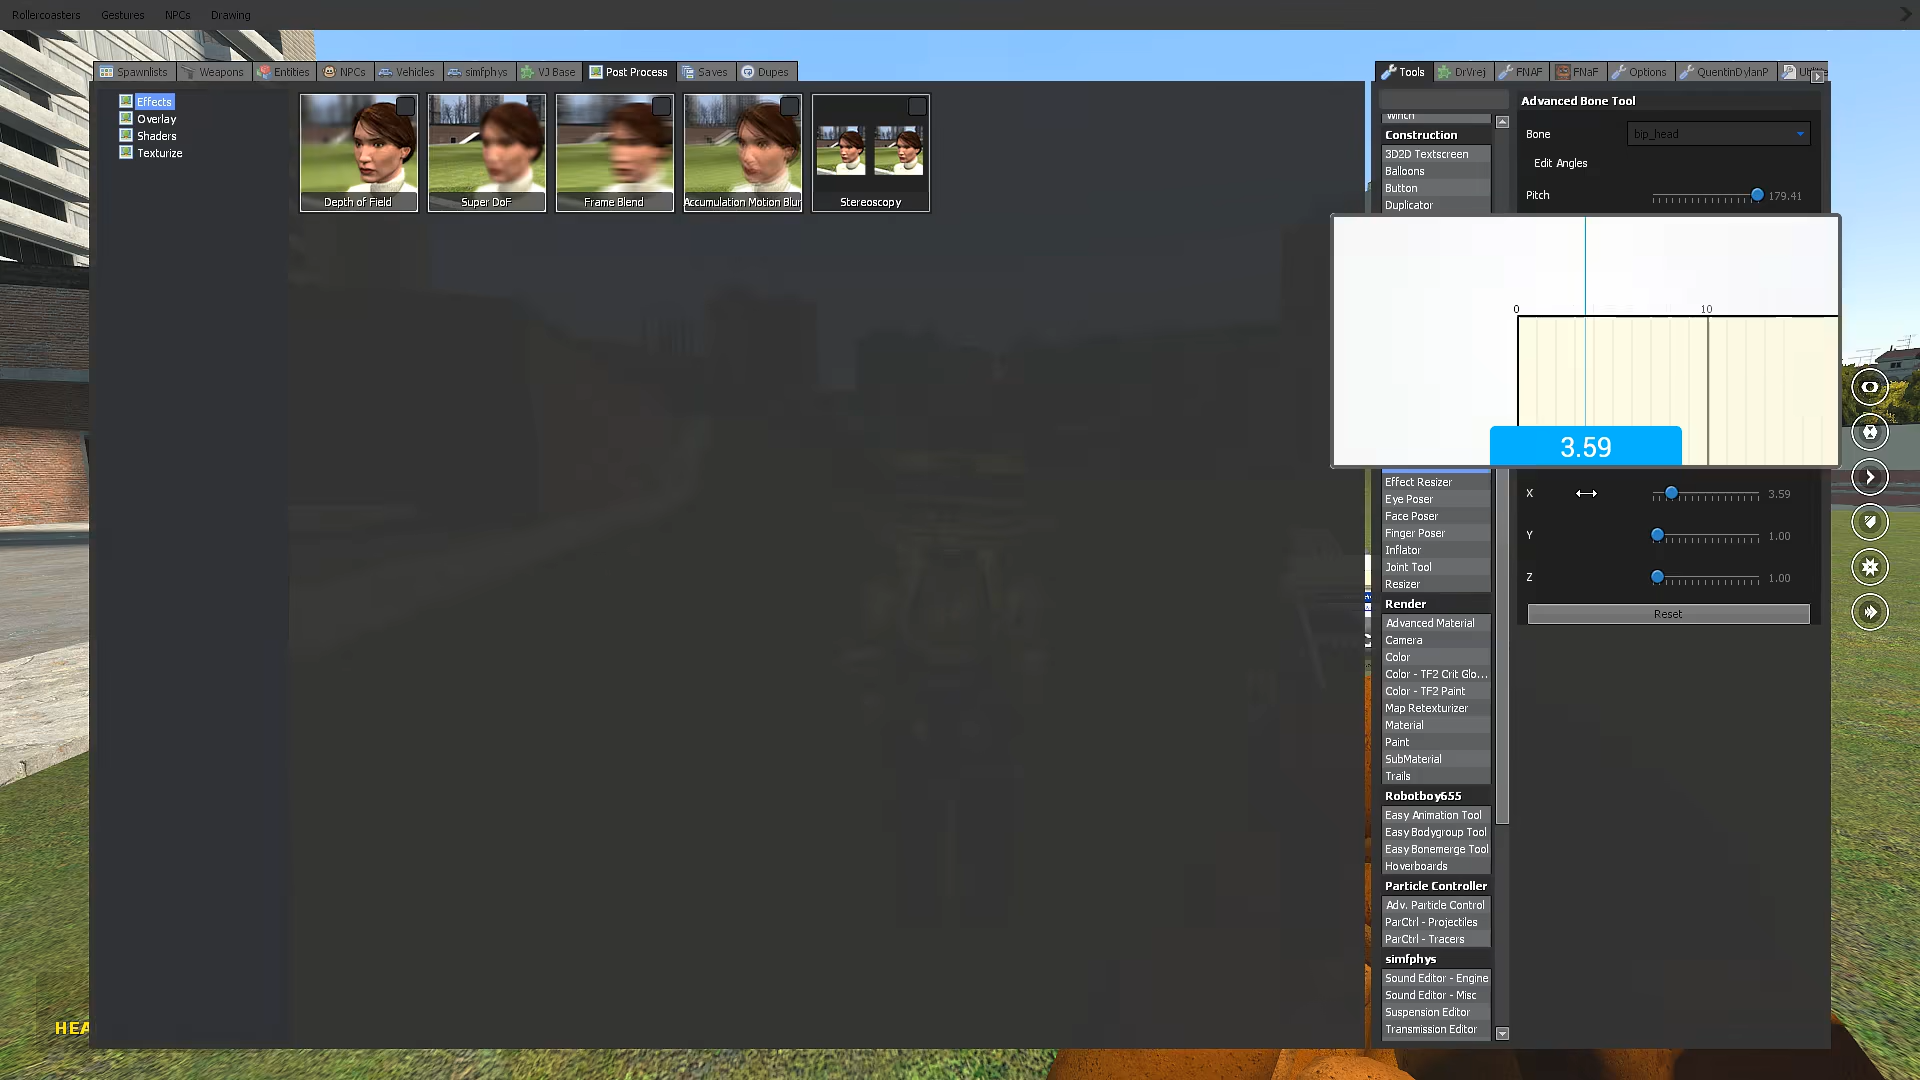 Rollercoasters Gestures NPCs Drawing
Spawnlists Weapons Entities NPCs Vehicles simfphys VJ Base Post Process Saves Dupes
Effects
Overlay
Shaders
Texturize
Depth of Field Super DoF Frame Blend Accumulation Motion Blur Stereoscopy
HEA
Tools DrVrej FNAF FNaF Options QuentinDylanP
Winch
Construction
3D2D Textscreen
Balloons
Button
Duplicator
Effect Resizer
Eye Poser
Face Poser
Finger Poser
Inflator
Joint Tool
Resizer
Render
Advanced Material
Camera
Color
Color - TF2 Crit Glo...
Color - TF2 Paint
Map Retexturizer
Material
Paint
SubMaterial
Trails
Robotboy655
Easy Animation Tool
Easy Bodygroup Tool
Easy Bonemerge Tool
Hoverboards
Particle Controller
Adv. Particle Control
ParCtrl - Projectiles
ParCtrl - Tracers
simfphys
Sound Editor - Engine
Sound Editor - Misc
Suspension Editor
Transmission Editor
Advanced Bone Tool
Bone bip_head
Edit Angles
Pitch 179.41
0 10
3.59
X 3.59
Y 1.00
Z 1.00
Reset